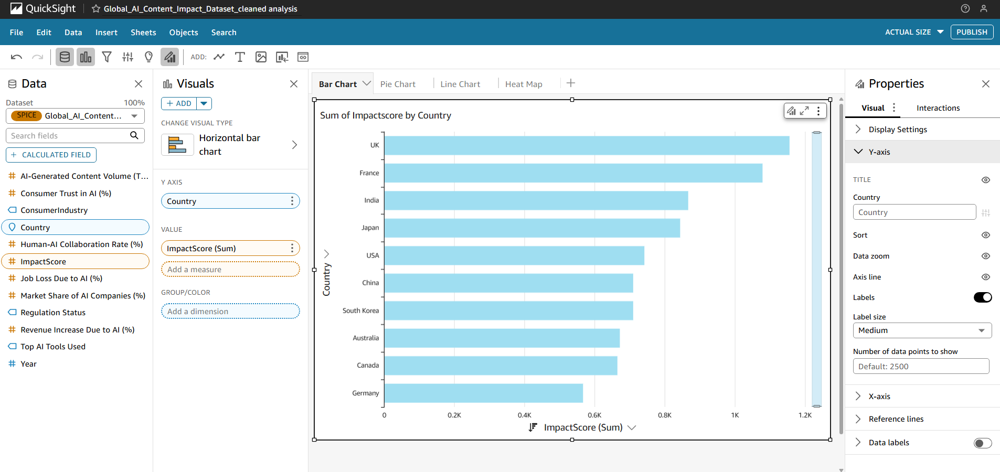 QuickSight
Global_AI_Content_Impact_Dataset_cleaned analysis
File Edit Data Insert Sheets Objects Search
ACTUAL SIZE PUBLISH
ADD:
Data
Dataset 100%
SPICE Global_AI_Content...
Search fields
+ CALCULATED FIELD
AI-Generated Content Volume (T...
Consumer Trust in AI (%)
ConsumerIndustry
Country
Human-AI Collaboration Rate (%)
ImpactScore
Job Loss Due to AI (%)
Market Share of AI Companies (%)
Regulation Status
Revenue Increase Due to AI (%)
Top AI Tools Used
Year
Visuals
+ ADD
CHANGE VISUAL TYPE
Horizontal bar
chart
Y AXIS
Country
VALUE
ImpactScore (Sum)
Add a measure
GROUP/COLOR
Add a dimension
Bar Chart Pie Chart Line Chart Heat Map +
Sum of Impactscore by Country
Country
UK
France
India
Japan
USA
China
South Korea
Australia
Canada
Germany
0 0.2K 0.4K 0.6K 0.8K 1K 1.2K
ImpactScore (Sum)
Properties
Visual Interactions
Display Settings
Y-axis
TITLE
Country
Country
Sort
Data zoom
Axis line
Labels
Label size
Medium
Number of data points to show
Default: 2500
X-axis
Reference lines
Data labels